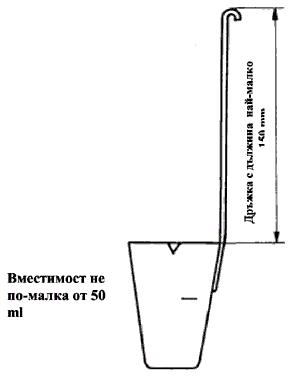 Дръжка с дължина най-малко
150 mm
Вместимост не
по-малка от 50
ml